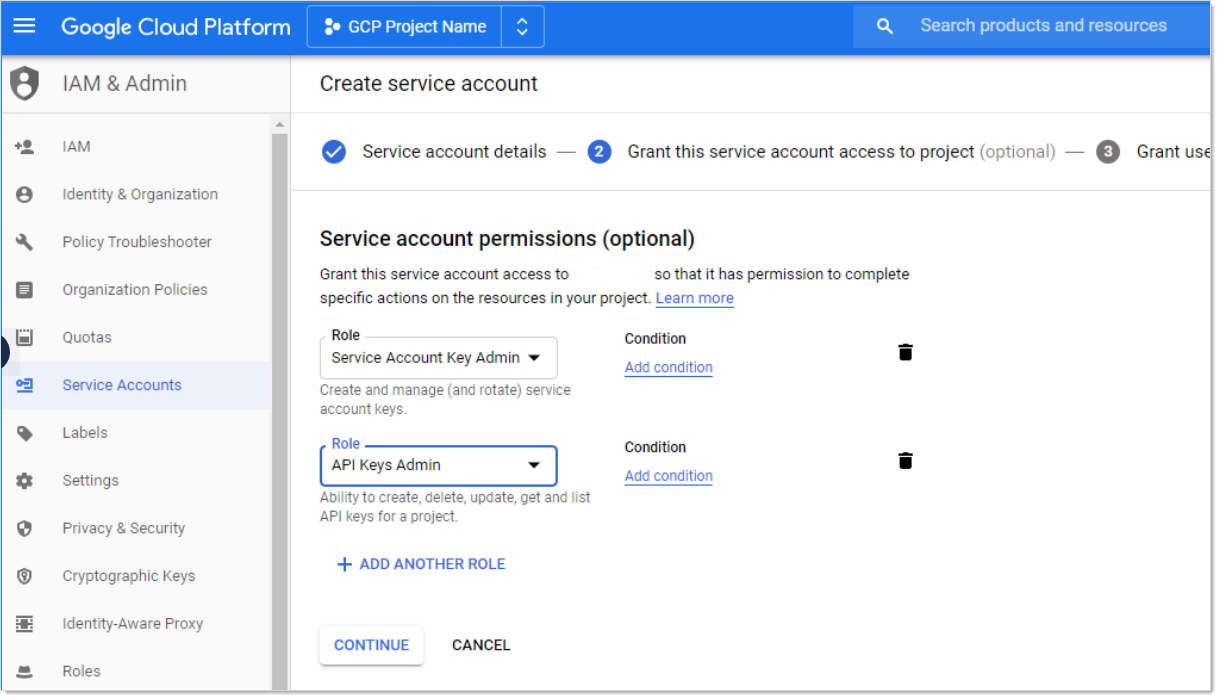 Google Cloud Platform
GCP Project Name
Search products and resources
IAM & Admin
Create service account
IAM
Identity & Organization
Policy Troubleshooter
Organization Policies
Quotas
Service Accounts
Labels
Settings
Privacy & Security
Cryptographic Keys
Identity-Aware Proxy
Roles
Service account details — 2 Grant this service account access to project (optional) — 3 Grant use
Service account permissions (optional)
Grant this service account access to so that it has permission to complete
specific actions on the resources in your project. Learn more
Role
Service Account Key Admin
Create and manage (and rotate) service
account keys.
Condition
Add condition
Role
API Keys Admin
Ability to create, delete, update, get and list
API keys for a project.
Condition
Add condition
+ ADD ANOTHER ROLE
CONTINUE
CANCEL